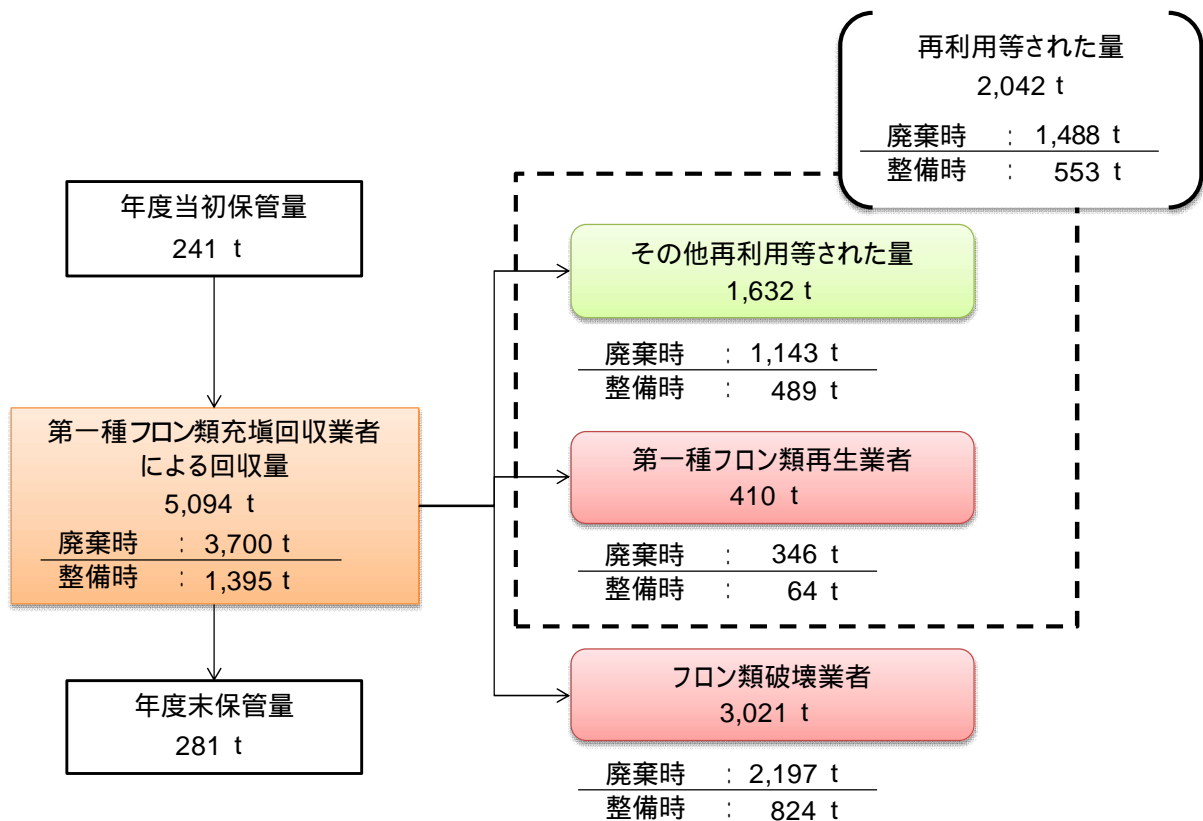 再利用等された量
2,042 t
廃棄時 : 1,488 t
整備時 : 553 t
年度当初保管量
241 t
その他再利用等された量
1,632 t
廃棄時 : 1,143 t
整備時 : 489 t
第一種フロン類充塡回収業者
による回収量
5,094 t
廃棄時 : 3,700 t
整備時 : 1,395 t
第一種フロン類再生業者
410 t
廃棄時 : 346 t
整備時 : 64 t
年度末保管量
281 t
フロン類破壊業者
3,021 t
廃棄時 : 2,197 t
整備時 : 824 t